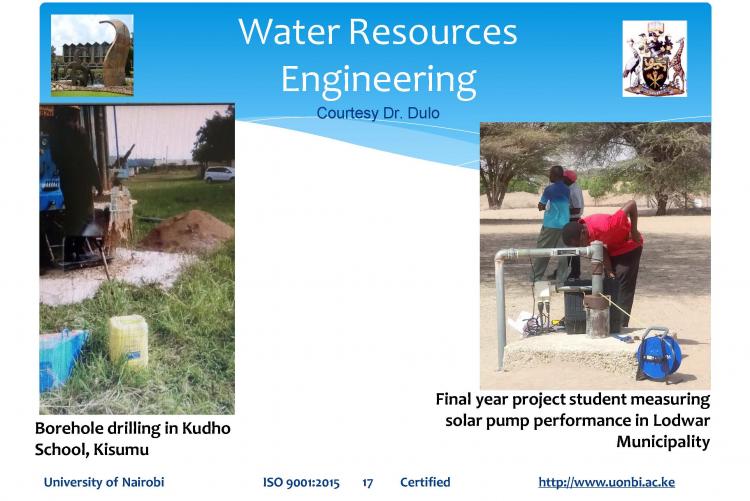 Water Resources
Engineering
Courtesy Dr. Dulo
Borehole drilling in Kudho
School, Kisumu
Final year project student measuring
solar pump performance in Lodwar
Municipality
University of Nairobi
ISO 9001:2015
17
Certified
http://www.uonbi.ac.ke